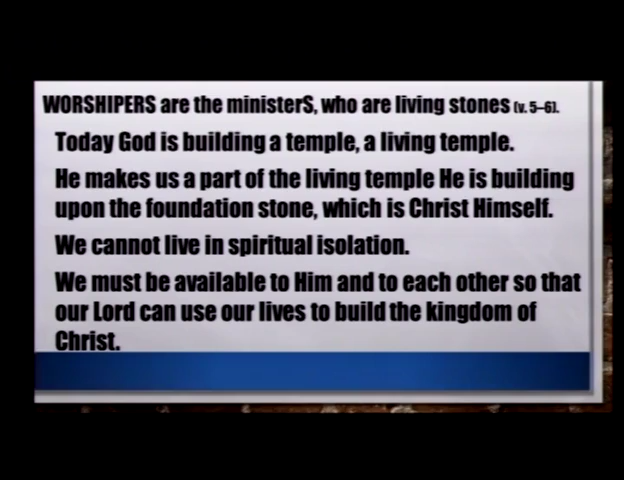 WORSHIPERS are the ministerS, who are living stones (v. 5–6).
Today God is building a temple, a living temple.
He makes us a part of the living temple He is building
upon the foundation stone, which is Christ Himself.
We cannot live in spiritual isolation.
We must be available to Him and to each other so that
our Lord can use our lives to build the kingdom of
Christ.